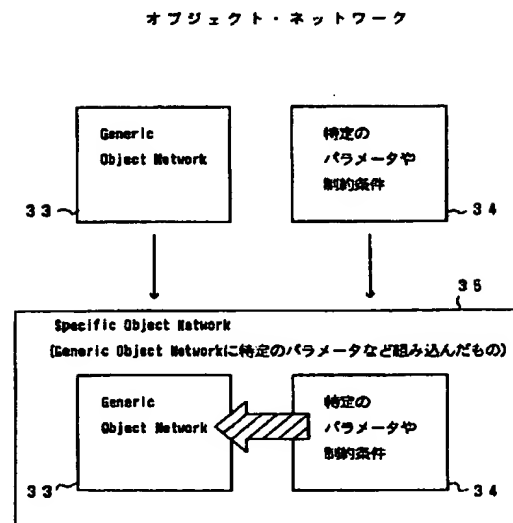 オブジェクト・ネットワーク
Generic
Object Network
特定の
パラメータや
制約条件
33
34
35
Specific Object Network
(Generic Object Networkに特定のパラメータなど組み込んだもの)
Generic
Object Network
特定の
パラメータや
制約条件
33
34